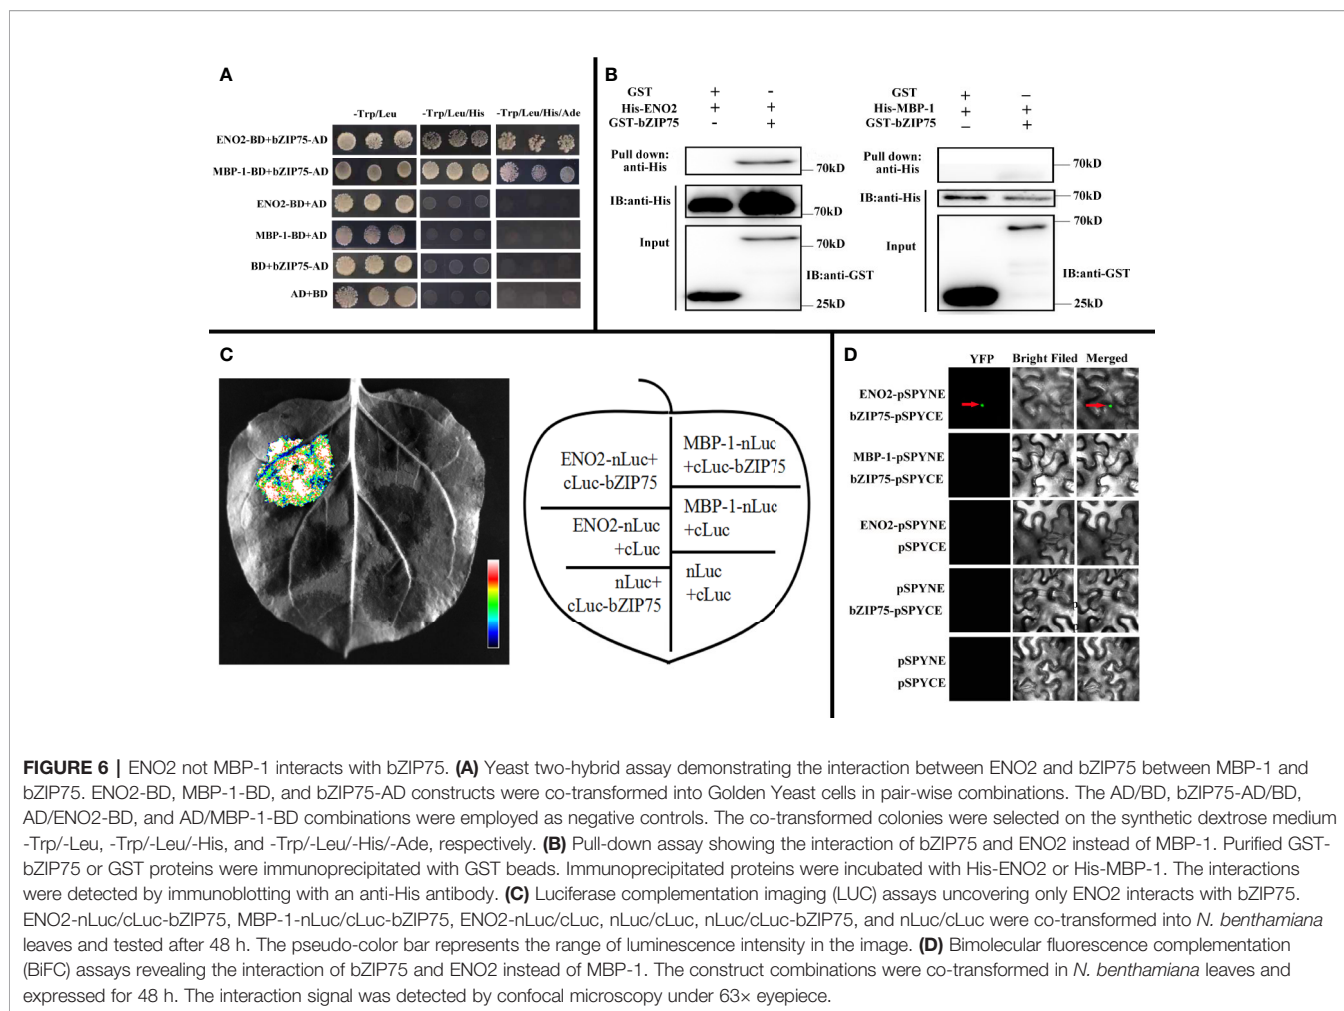 A
-Trp/Leu -Trp/Leu/His -Trp/Leu/His/Ade
ENO2-BD+bZIP75-AD
MBP-1-BD+bZIP75-AD
ENO2-BD+AD
MBP-1-BD+AD
BD+bZIP75-AD
AD+BD
B
GST + -
His-ENO2 + +
GST-bZIP75 - +
Pull down:
anti-His
70kD
IB:anti-His
70kD
Input
70kD
IB:anti-GST
25kD
GST + −
His-MBP-1 + +
GST-bZIP75 − +
Pull down:
anti-His
70kD
IB:anti-His
70kD
70kD
Input
IB:anti-GST
25kD
C
ENO2-nLuc+
cLuc-bZIP75
ENO2-nLuc
+cLuc
nLuc+
cLuc-bZIP75
MBP-1-nLuc
+cLuc-bZIP75
MBP-1-nLuc
+cLuc
nLuc
+cLuc
D
YFP Bright Filed Merged
ENO2-pSPYNE
bZIP75-pSPYCE
MBP-1-pSPYNE
bZIP75-pSPYCE
ENO2-pSPYNE
pSPYCE
pSPYNE
bZIP75-pSPYCE
pSPYNE
pSPYCE
FIGURE 6 | ENO2 not MBP-1 interacts with bZIP75. (A) Yeast two-hybrid assay demonstrating the interaction between ENO2 and bZIP75 between MBP-1 and
bZIP75. ENO2-BD, MBP-1-BD, and bZIP75-AD constructs were co-transformed into Golden Yeast cells in pair-wise combinations. The AD/BD, bZIP75-AD/BD,
AD/ENO2-BD, and AD/MBP-1-BD combinations were employed as negative controls. The co-transformed colonies were selected on the synthetic dextrose medium
-Trp/-Leu, -Trp/-Leu/-His, and -Trp/-Leu/-His/-Ade, respectively. (B) Pull-down assay showing the interaction of bZIP75 and ENO2 instead of MBP-1. Purified GST-
bZIP75 or GST proteins were immunoprecipitated with GST beads. Immunoprecipitated proteins were incubated with His-ENO2 or His-MBP-1. The interactions
were detected by immunoblotting with an anti-His antibody. (C) Luciferase complementation imaging (LUC) assays uncovering only ENO2 interacts with bZIP75.
ENO2-nLuc/cLuc-bZIP75, MBP-1-nLuc/cLuc-bZIP75, ENO2-nLuc/cLuc, nLuc/cLuc, nLuc/cLuc-bZIP75, and nLuc/cLuc were co-transformed into N. benthamiana
leaves and tested after 48 h. The pseudo-color bar represents the range of luminescence intensity in the image. (D) Bimolecular fluorescence complementation
(BiFC) assays revealing the interaction of bZIP75 and ENO2 instead of MBP-1. The construct combinations were co-transformed in N. benthamiana leaves and
expressed for 48 h. The interaction signal was detected by confocal microscopy under 63× eyepiece.